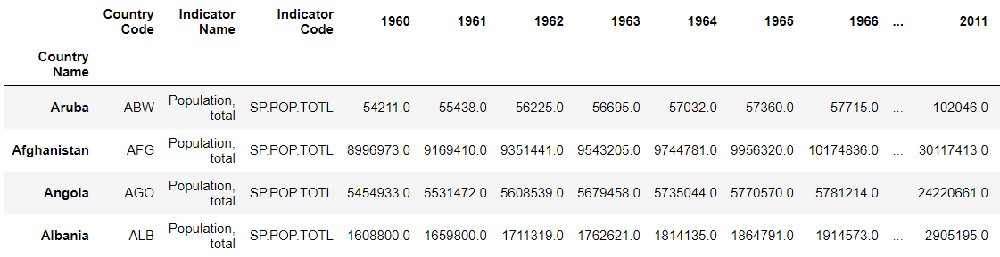 Country Code Indicator Name Indicator Code 1960 1961 1962 1963 1964 1965 1966 ... 2011
Country Name
Aruba ABW Population, total SP.POP.TOTL 54211.0 55438.0 56225.0 56695.0 57032.0 57360.0 57715.0 ... 102046.0
Afghanistan AFG Population, total SP.POP.TOTL 8996973.0 9169410.0 9351441.0 9543205.0 9744781.0 9956320.0 10174836.0 ... 30117413.0
Angola AGO Population, total SP.POP.TOTL 5454933.0 5531472.0 5608539.0 5679458.0 5735044.0 5770570.0 5781214.0 ... 24220661.0
Albania ALB Population, total SP.POP.TOTL 1608800.0 1659800.0 1711319.0 1762621.0 1814135.0 1864791.0 1914573.0 ... 2905195.0